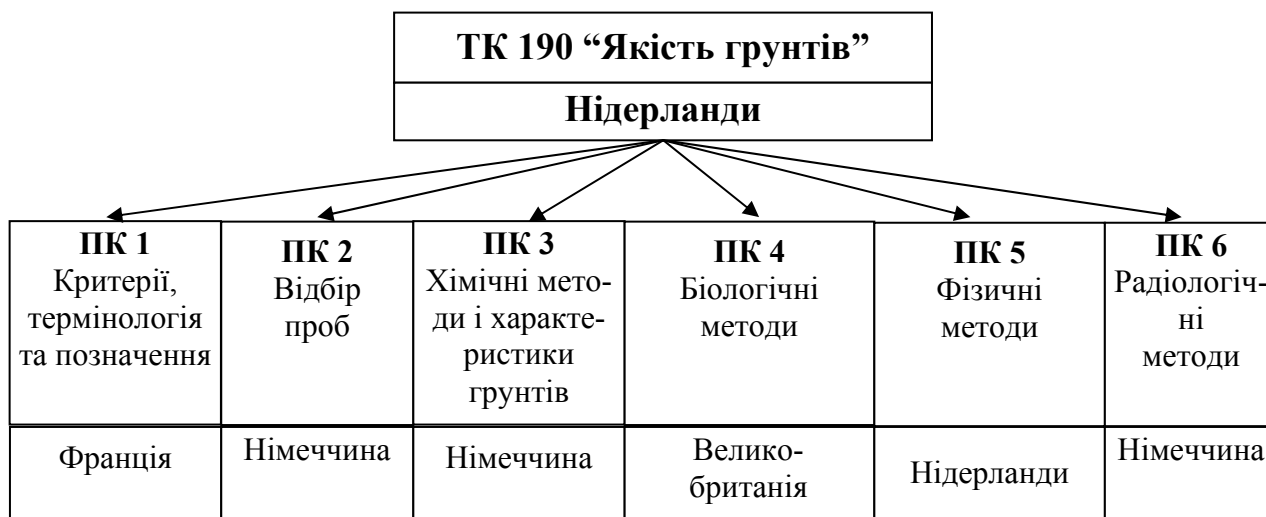 ТК 190 “Якість грунтів”
Нідерланди
ПК 1
Критерії,
термінологія
та позначення
ПК 2
Відбір
проб
ПК 3
Хімічні мето-
ди і характе-
ристики
грунтів
ПК 4
Біологічні
методи
ПК 5
Фізичні
методи
ПК 6
Радіологіч-
ні
методи
Франція
Німеччина
Німеччина
Велико-
британія
Нідерланди
Німеччина